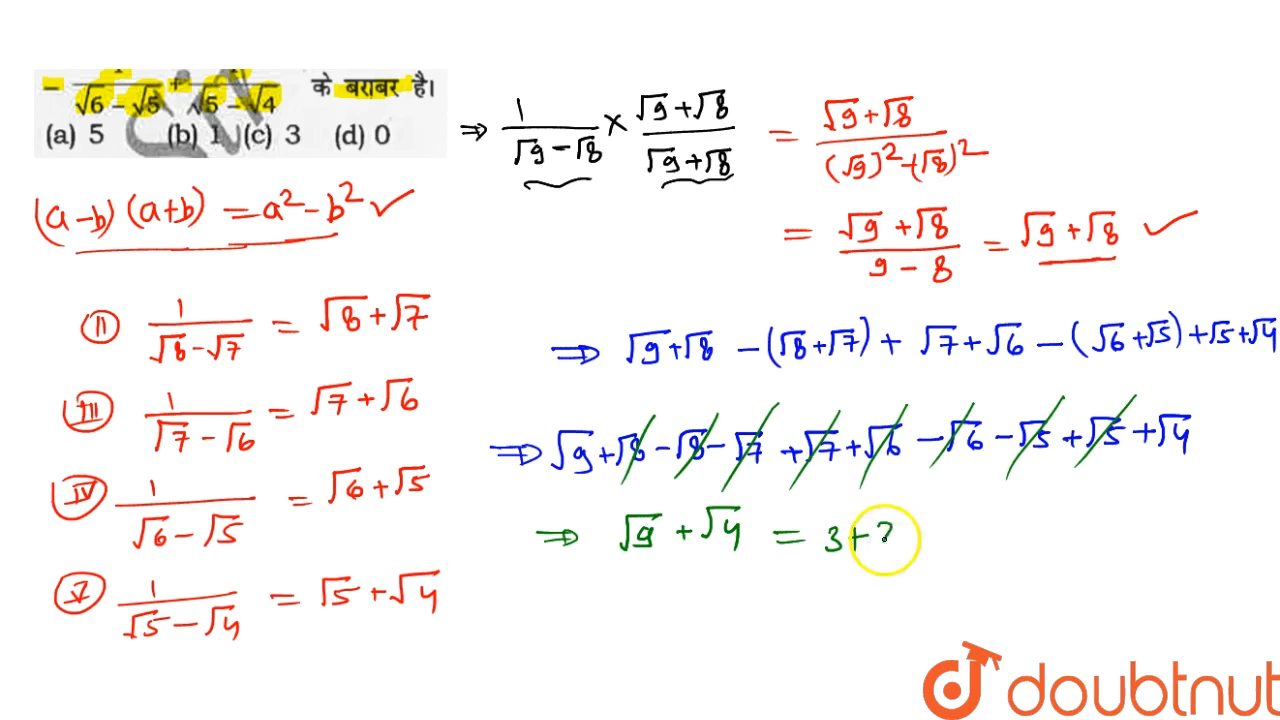 − 1/(√6 − √5) + 1/(√5 − √4) के बराबर है।
(a) 5 (b) 1 (c) 3 (d) 0
(a-b) (a+b) = a² - b² ✓
(II) 1/(√8 - √7) = √8 + √7
(III) 1/(√7 - √6) = √7 + √6
(IV) 1/(√6 - √5) = √6 + √5
(V) 1/(√5 - √4) = √5 + √4
⇒ 1/(√9 - √8) × (√9 + √8)/(√9 + √8) = (√9 + √8)/((√9)² - (√8)²)
= (√9 + √8)/(9 - 8) = √9 + √8 ✓
⇒ √9 + √8 - (√8 + √7) + √7 + √6 - (√6 + √5) + √5 + √4
⇒ √9 + √8 - √8 - √7 + √7 + √6 - √6 - √5 + √5 + √4
⇒ √9 + √4 = 3 +
doubtnut